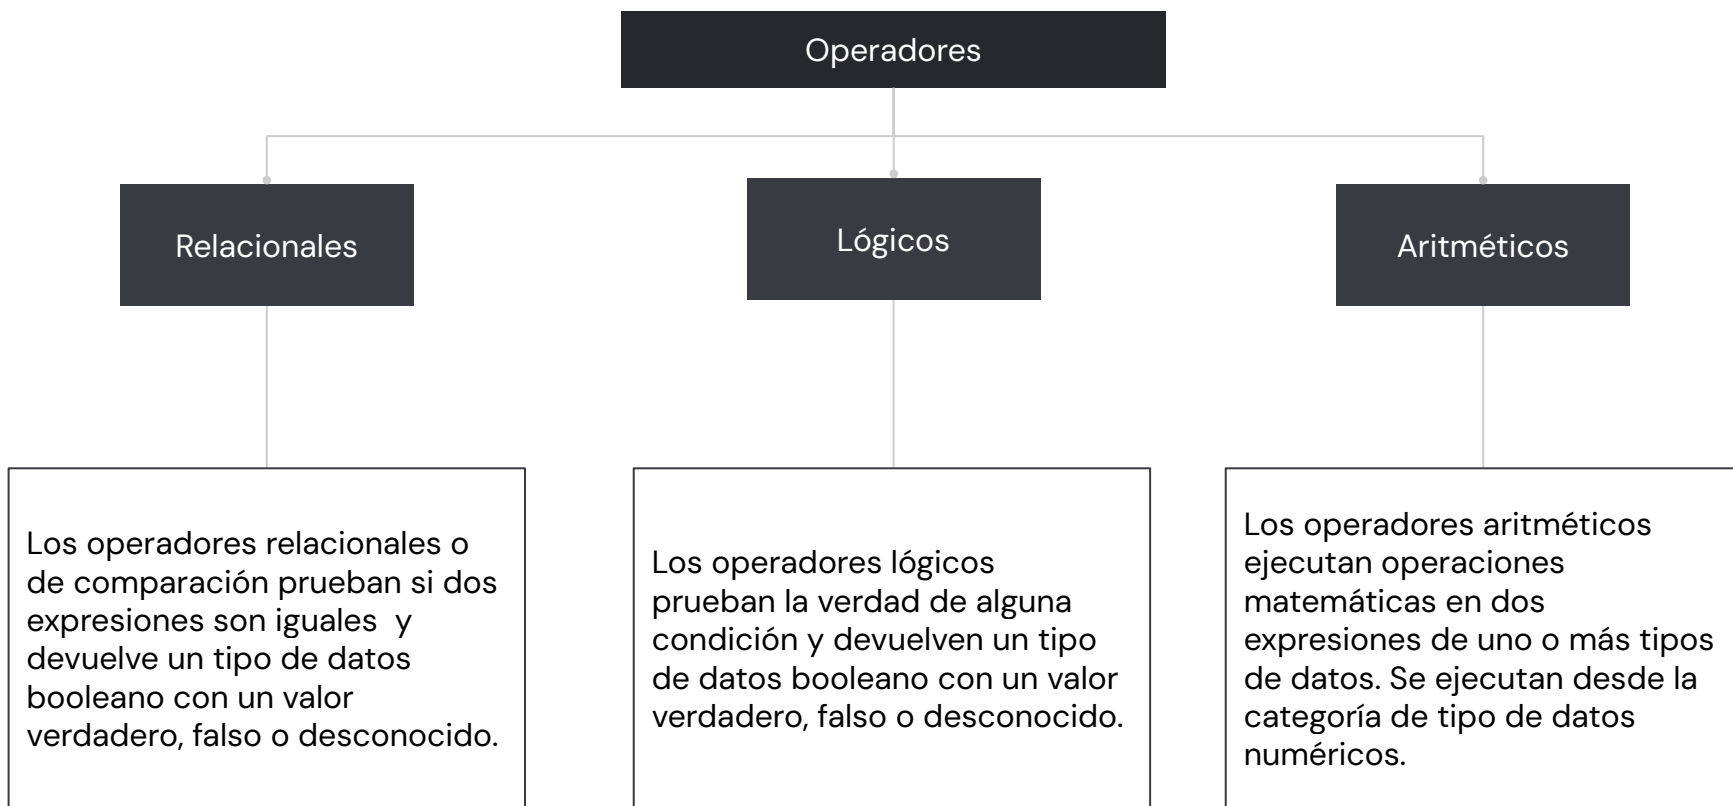 Operadores
Relacionales
Lógicos
Aritméticos
Los operadores relacionales o
de comparación prueban si dos
expresiones son iguales  y
devuelve un tipo de datos
booleano con un valor
verdadero, falso o desconocido.
Los operadores lógicos
prueban la verdad de alguna
condición y devuelven un tipo
de datos booleano con un valor
verdadero, falso o desconocido.
Los operadores aritméticos
ejecutan operaciones
matemáticas en dos
expresiones de uno o más tipos
de datos. Se ejecutan desde la
categoría de tipo de datos
numéricos.